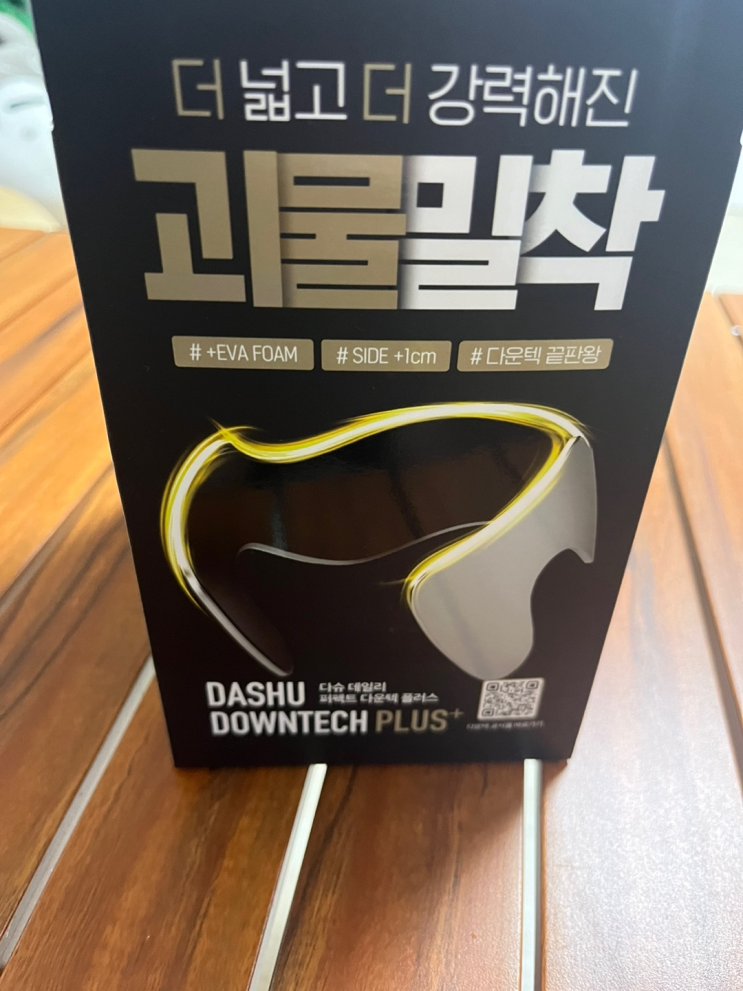 더 넓고 더 강력해진
괴물밀착
# +EVA FOAM
# SIDE +1cm
# 다운텍 끝판왕
DASHU
다슈 데일리
퍼펙트 다운텍 플러스
DOWNTECH PLUS+